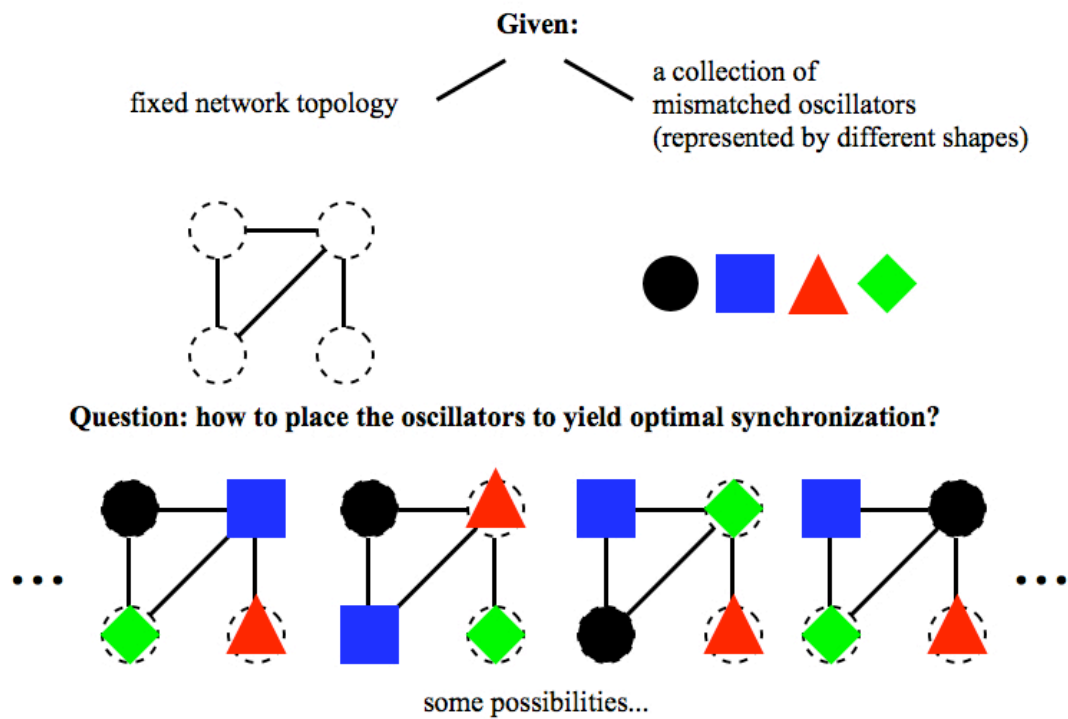 Given:
fixed network topology
a collection of
mismatched oscillators
(represented by different shapes)
Question: how to place the oscillators to yield optimal synchronization?
...
...
some possibilities...